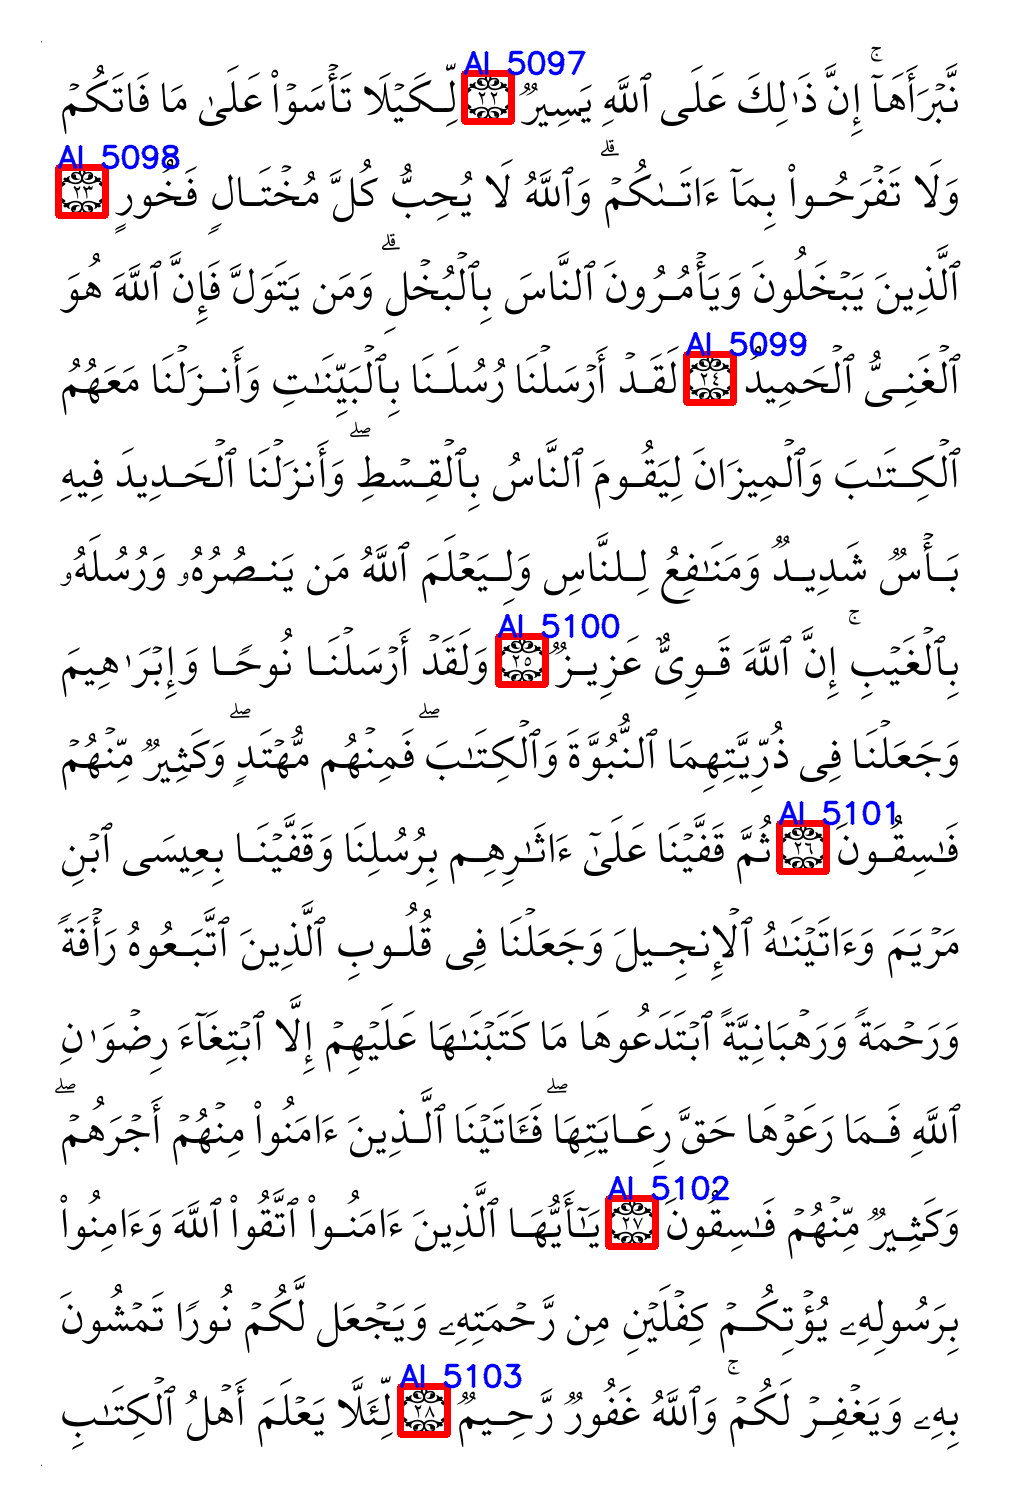 نَّبْرَأَهَآ ۚ إِنَّ ذَٰلِكَ عَلَى ٱللَّهِ يَسِيرٌ AI_5097 ٢٢ لِّكَيْلَا تَأْسَوْا۟ عَلَىٰ مَا فَاتَكُمْ
وَلَا تَفْرَحُوا۟ بِمَآ ءَاتَىٰكُمْ ۗ وَٱللَّهُ لَا يُحِبُّ كُلَّ مُخْتَالٍ فَخُورٍ AI_5098 ٢٣
ٱلَّذِينَ يَبْخَلُونَ وَيَأْمُرُونَ ٱلنَّاسَ بِٱلْبُخْلِ ۗ وَمَن يَتَوَلَّ فَإِنَّ ٱللَّهَ هُوَ
ٱلْغَنِىُّ ٱلْحَمِيدُ AI_5099 ٢٤ لَقَدْ أَرْسَلْنَا رُسُلَنَا بِٱلْبَيِّنَٰتِ وَأَنزَلْنَا مَعَهُمُ
ٱلْكِتَٰبَ وَٱلْمِيزَانَ لِيَقُومَ ٱلنَّاسُ بِٱلْقِسْطِ ۖ وَأَنزَلْنَا ٱلْحَدِيدَ فِيهِ
بَأْسٌ شَدِيدٌ وَمَنَٰفِعُ لِلنَّاسِ وَلِيَعْلَمَ ٱللَّهُ مَن يَنصُرُهُۥ وَرُسُلَهُۥ
بِٱلْغَيْبِ ۚ إِنَّ ٱللَّهَ قَوِىٌّ عَزِيزٌ AI_5100 ٢٥ وَلَقَدْ أَرْسَلْنَا نُوحًا وَإِبْرَٰهِيمَ
وَجَعَلْنَا فِى ذُرِّيَّتِهِمَا ٱلنُّبُوَّةَ وَٱلْكِتَٰبَ ۖ فَمِنْهُم مُّهْتَدٍ ۖ وَكَثِيرٌ مِّنْهُمْ
فَٰسِقُونَ AI_5101 ٢٦ ثُمَّ قَفَّيْنَا عَلَىٰٓ ءَاثَٰرِهِم بِرُسُلِنَا وَقَفَّيْنَا بِعِيسَى ٱبْنِ
مَرْيَمَ وَءَاتَيْنَٰهُ ٱلْإِنجِيلَ وَجَعَلْنَا فِى قُلُوبِ ٱلَّذِينَ ٱتَّبَعُوهُ رَأْفَةً
وَرَحْمَةً وَرَهْبَانِيَّةً ٱبْتَدَعُوهَا مَا كَتَبْنَٰهَا عَلَيْهِمْ إِلَّا ٱبْتِغَآءَ رِضْوَٰنِ
ٱللَّهِ فَمَا رَعَوْهَا حَقَّ رِعَايَتِهَا ۖ فَـَٔاتَيْنَا ٱلَّذِينَ ءَامَنُوا۟ مِنْهُمْ أَجْرَهُمْ ۖ
وَكَثِيرٌ مِّنْهُمْ فَٰسِقُونَ AI_5102 ٢٧ يَٰٓأَيُّهَا ٱلَّذِينَ ءَامَنُوا۟ ٱتَّقُوا۟ ٱللَّهَ وَءَامِنُوا۟
بِرَسُولِهِۦ يُؤْتِكُمْ كِفْلَيْنِ مِن رَّحْمَتِهِۦ وَيَجْعَل لَّكُمْ نُورًا تَمْشُونَ
بِهِۦ وَيَغْفِرْ لَكُمْ ۚ وَٱللَّهُ غَفُورٌ رَّحِيمٌ AI_5103 ٢٨ لِّئَلَّا يَعْلَمَ أَهْلُ ٱلْكِتَٰبِ